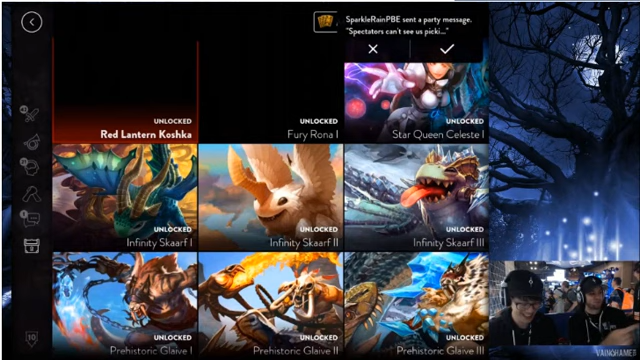 SparkleRainPBE sent a party message.
"Spectators can't see us picki..."
UNLOCKED
Red Lantern Koshka
UNLOCKED
Fury Rona I
UNLOCKED
Star Queen Celeste I
UNLOCKED
Infinity Skaarf I
UNLOCKED
Infinity Skaarf II
UNLOCKED
Infinity Skaarf III
UNLOCKED
Prehistoric Glaive I
UNLOCKED
Prehistoric Glaive II
UNLOCKED
Prehistoric Glaive III
10